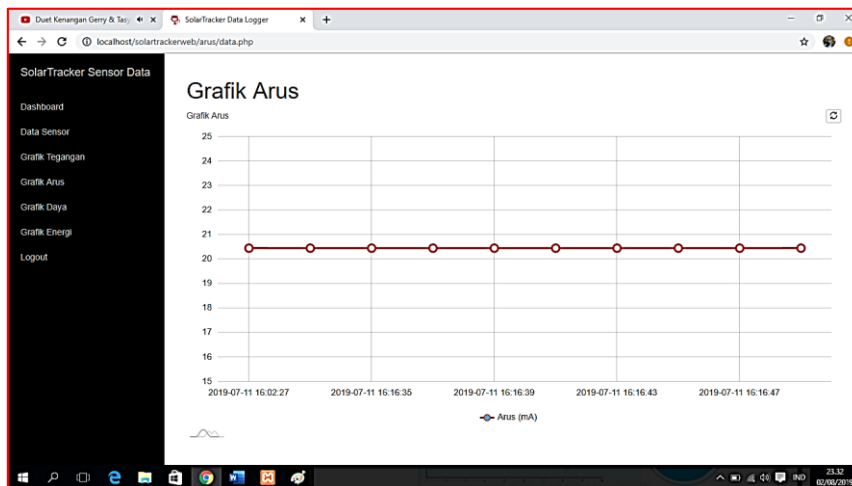 Duet Kenangan Gerry & Tasy
SolarTracker Data Logger
localhost/solartrackerweb/arus/data.php
SolarTracker Sensor Data
Dashboard
Data Sensor
Grafik Tegangan
Grafik Arus
Grafik Daya
Grafik Energi
Logout
Grafik Arus
Grafik Arus
25
24
23
22
21
20
19
18
17
16
15
2019-07-11 16:02:27 2019-07-11 16:16:35 2019-07-11 16:16:39 2019-07-11 16:16:43 2019-07-11 16:16:47
Arus (mA)
IND
23.32
02/08/2019